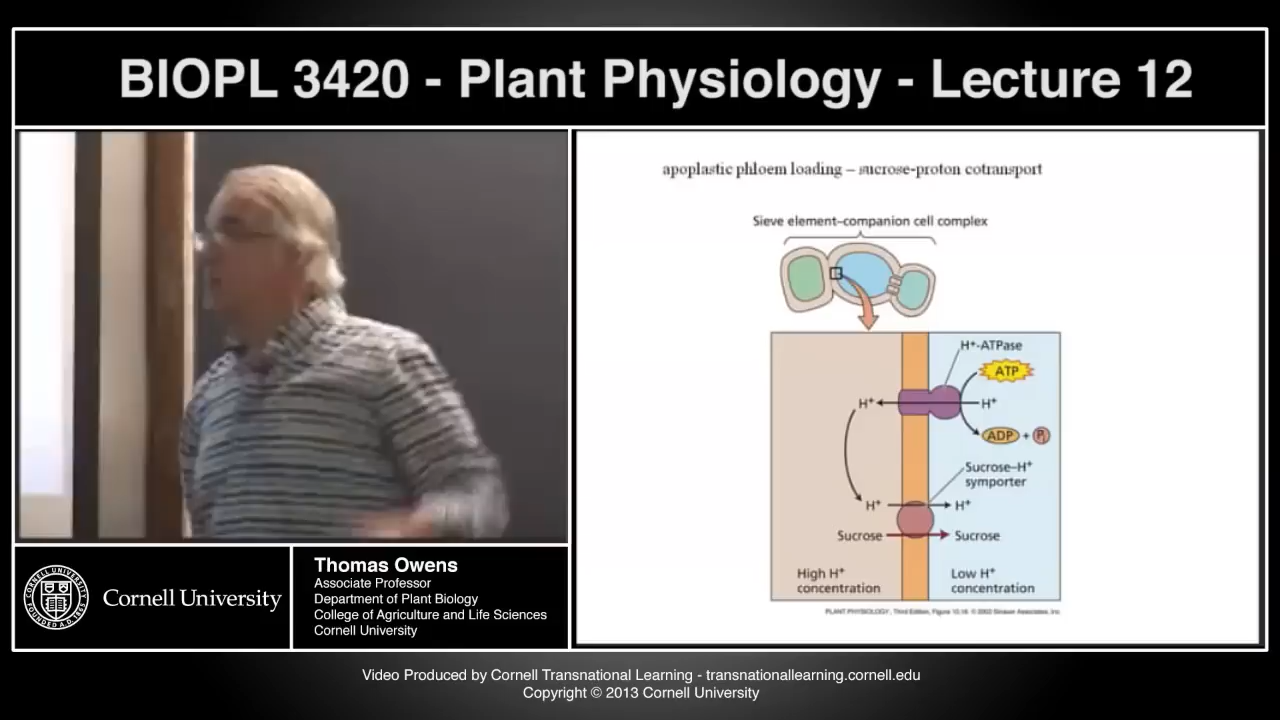 BIOPL 3420 - Plant Physiology - Lecture 12
apoplastic phloem loading – sucrose-proton cotransport
Sieve element–companion cell complex
H+-ATPase
ATP
H+
H+
ADP + Pi
Sucrose–H+
symporter
H+
H+
Sucrose
Sucrose
High H+
concentration
Low H+
concentration
PLANT PHYSIOLOGY, Third Edition, Figure 10.16 © 2002 Sinauer Associates, Inc.
Cornell University
Thomas Owens
Associate Professor
Department of Plant Biology
College of Agriculture and Life Sciences
Cornell University
Video Produced by Cornell Transnational Learning - transnationallearning.cornell.edu
Copyright © 2013 Cornell University